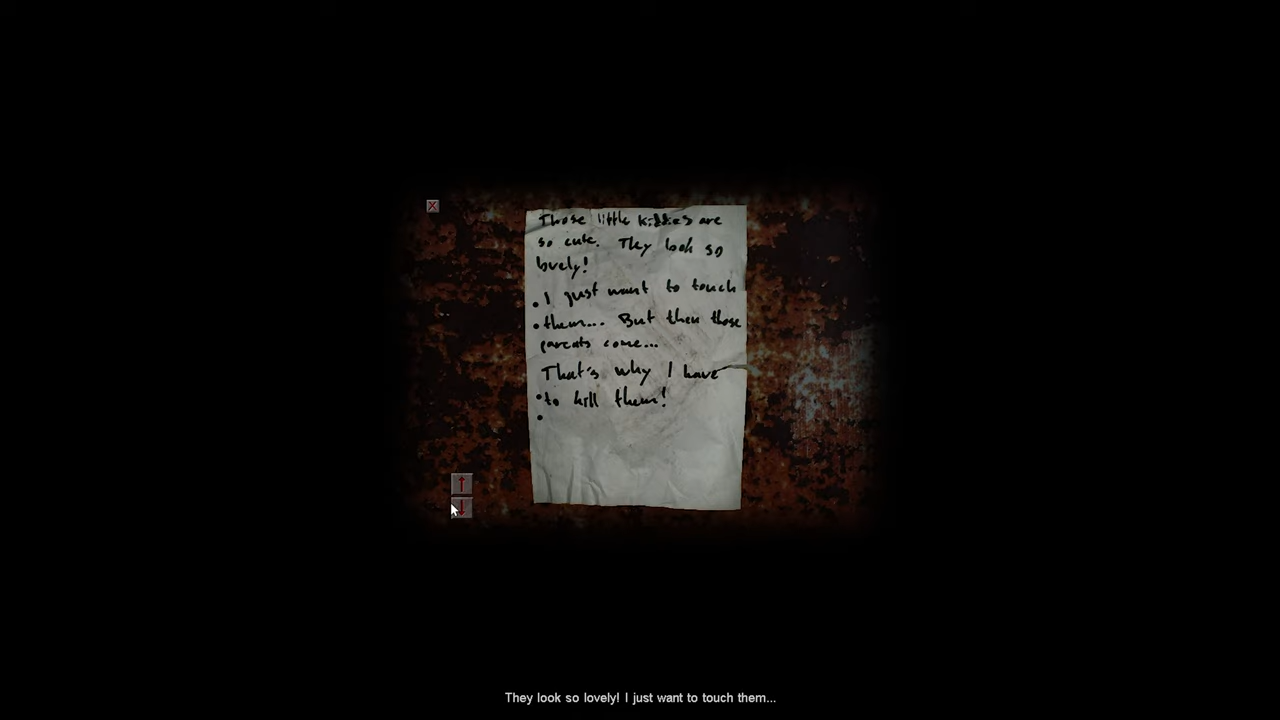 Those little kitties are
so cute. They look so
lovely!
I just want to touch
them... But then those
parents come...
That's why I have
to kill them!
They look so lovely! I just want to touch them...